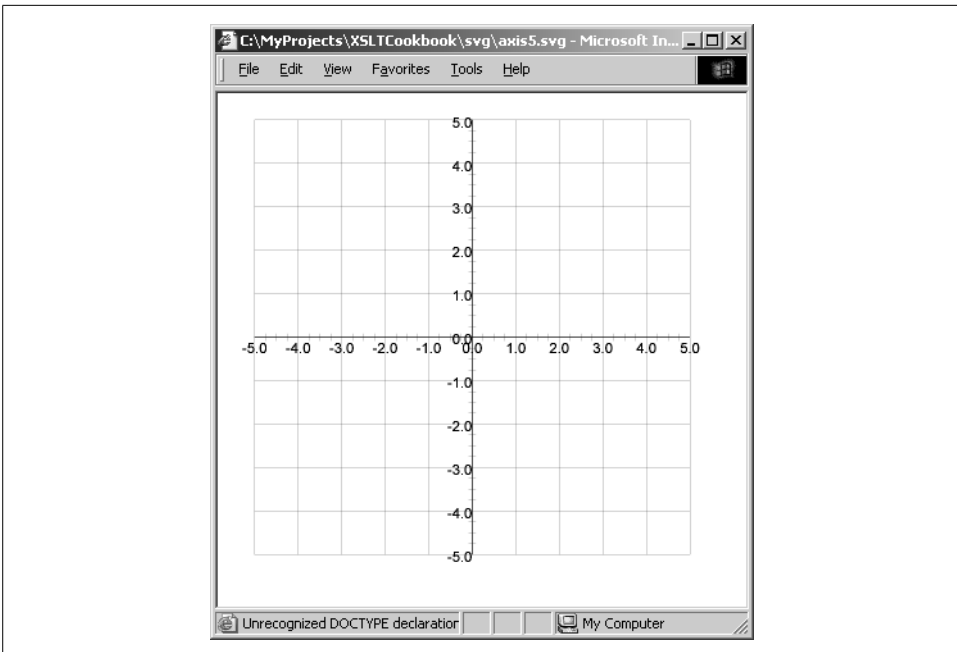 C:\MyProjects\XSLTCookbook\svg\axis5.svg - Microsoft In...
File Edit View Favorites Tools Help
5.0
4.0
3.0
2.0
1.0
0.0
-5.0 -4.0 -3.0 -2.0 -1.0 0.0 1.0 2.0 3.0 4.0 5.0
-1.0
-2.0
-3.0
-4.0
-5.0
Unrecognized DOCTYPE declaration My Computer